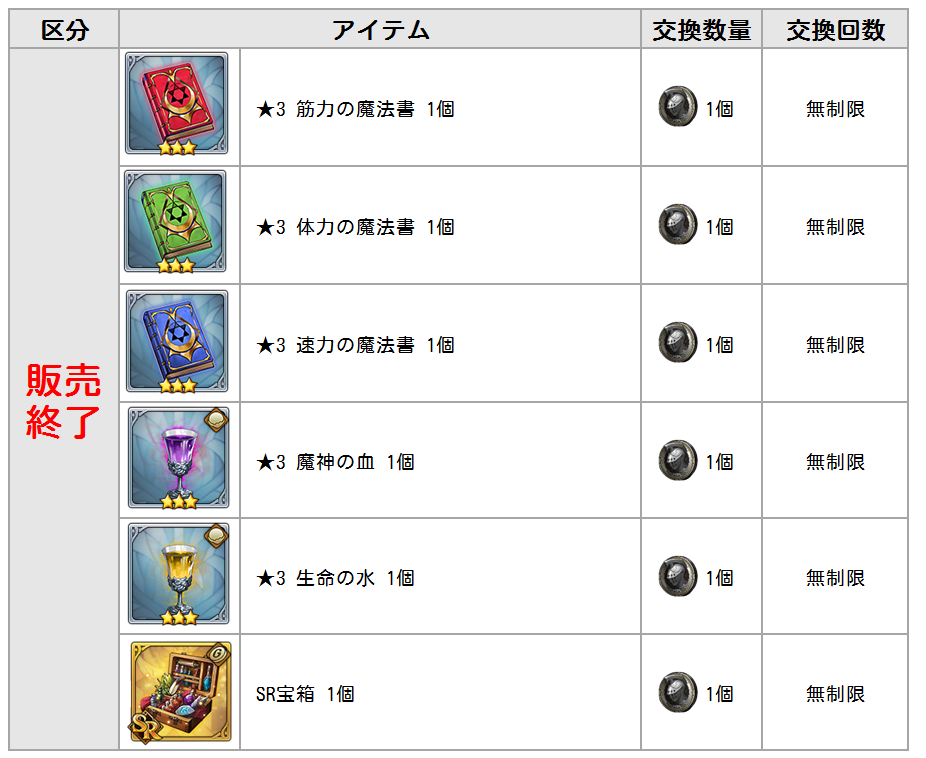 区分 アイテム 交換数量 交換回数
★3 筋力の魔法書 1個 1個 無制限
★3 体力の魔法書 1個 1個 無制限
★3 速力の魔法書 1個 1個 無制限
販売
終了
★3 魔神の血 1個 1個 無制限
★3 生命の水 1個 1個 無制限
G
SR
SR宝箱 1個 1個 無制限